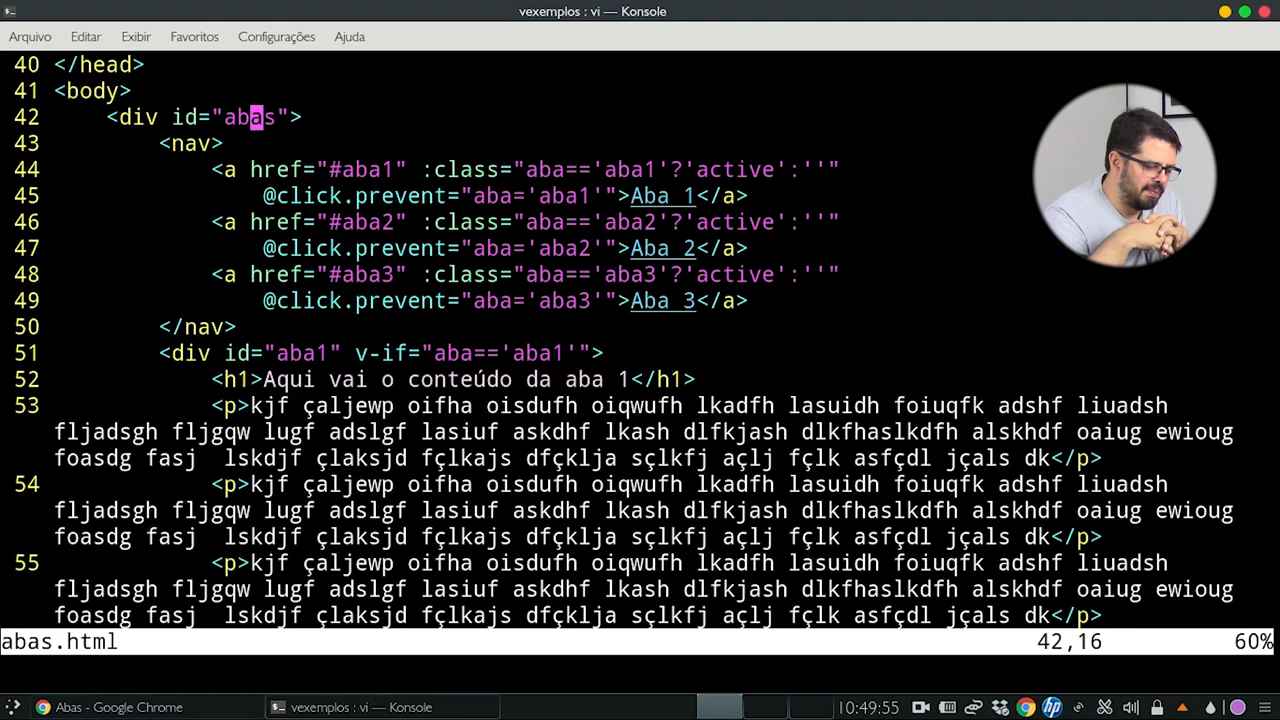 vexemplos : vi — Konsole
Arquivo Editar Exibir Favoritos Configurações Ajuda
40 </head>
41 <body>
42 <div id="abas">
43 <nav>
44 <a href="#aba1" :class="aba=='aba1'?'active':''"
45 @click.prevent="aba='aba1'">Aba 1</a>
46 <a href="#aba2" :class="aba=='aba2'?'active':''"
47 @click.prevent="aba='aba2'">Aba 2</a>
48 <a href="#aba3" :class="aba=='aba3'?'active':''"
49 @click.prevent="aba='aba3'">Aba 3</a>
50 </nav>
51 <div id="aba1" v-if="aba=='aba1'">
52 <h1>Aqui vai o conteúdo da aba 1</h1>
53 <p>kjf çaljewp oifha oisdufh oiqwufh lkadfh lasuidh foiuqfk adshf liuadsh
fljadsgh fljgqw lugf adslgf lasiuf askdhf lkash dlfkjash dlkfhaslkdhf alskhdf oaiug ewioug
foasdg fasj  lskdjf çlaksjd fçlkajs dfçklja sçlkfj açlj fçlk asfçdl jçals dk</p>
54 <p>kjf çaljewp oifha oisdufh oiqwufh lkadfh lasuidh foiuqfk adshf liuadsh
fljadsgh fljgqw lugf adslgf lasiuf askdhf lkash dlfkjash dlkfhaslkdhf alskhdf oaiug ewioug
foasdg fasj  lskdjf çlaksjd fçlkajs dfçklja sçlkfj açlj fçlk asfçdl jçals dk</p>
55 <p>kjf çaljewp oifha oisdufh oiqwufh lkadfh lasuidh foiuqfk adshf liuadsh
fljadsgh fljgqw lugf adslgf lasiuf askdhf lkash dlfkjash dlkfhaslkdhf alskhdf oaiug ewioug
foasdg fasj  lskdjf çlaksjd fçlkajs dfçklja sçlkfj açlj fçlk asfçdl jçals dk</p>
abas.html 42,16 60%
Abas - Google Chrome vexemplos : vi — Konsole 10:49:55 hp